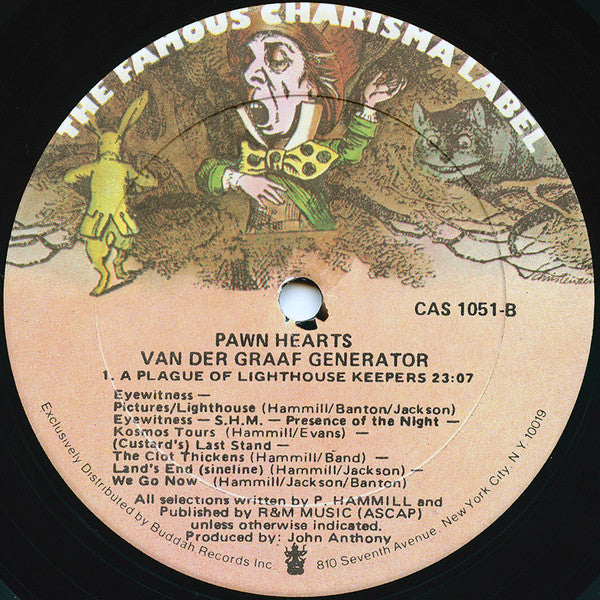 THE FAMOUS CHARISMA LABEL
CAS 1051-B
PAWN HEARTS
VAN DER GRAAF GENERATOR
1. A PLAGUE OF LIGHTHOUSE KEEPERS 23:07
Eyewitness —
Pictures/Lighthouse (Hammill/Banton/Jackson)
Eyewitness — S.H.M. — Presence of the Night —
Kosmos Tours (Hammill/Evans) —
(Custard's) Last Stand —
The Clot Thickens (Hammill/Band) —
Land's End (sineline) (Hammill/Jackson) —
We Go Now (Hammill/Jackson/Banton)
All selections written by P. HAMMILL and
Published by R&M MUSIC (ASCAP)
unless otherwise indicated.
Produced by: John Anthony
Exclusively Distributed by Buddah Records Inc. 810 Seventh Avenue, New York City, N.Y. 10019